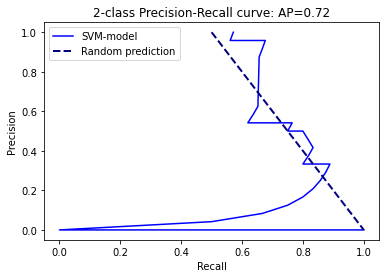 2-class Precision-Recall curve: AP=0.72
SVM-model
Random prediction
1.0
0.8
0.6
0.4
0.2
0.0
Precision
0.0 0.2 0.4 0.6 0.8 1.0
Recall